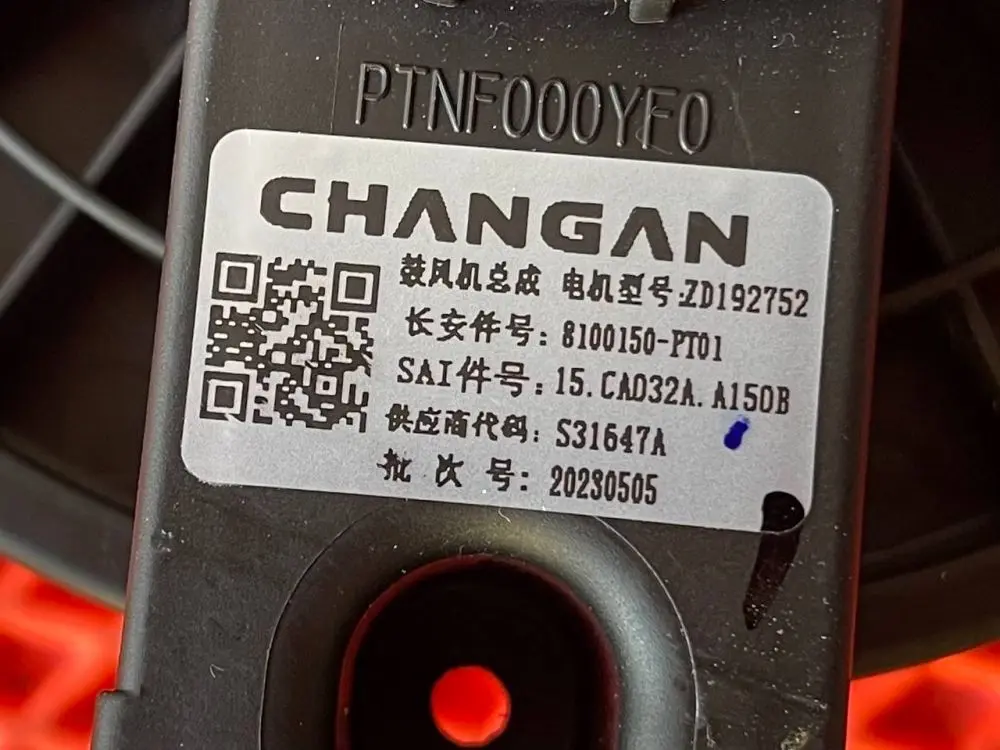 PTNF000YF0
CHANGAN
鼓风机总成 电机型号:ZD192752
长安件号: 8100150-PT01
SAI件号: 15.CA032A.A150B
供应商代码: S31647A
批次号: 20230505